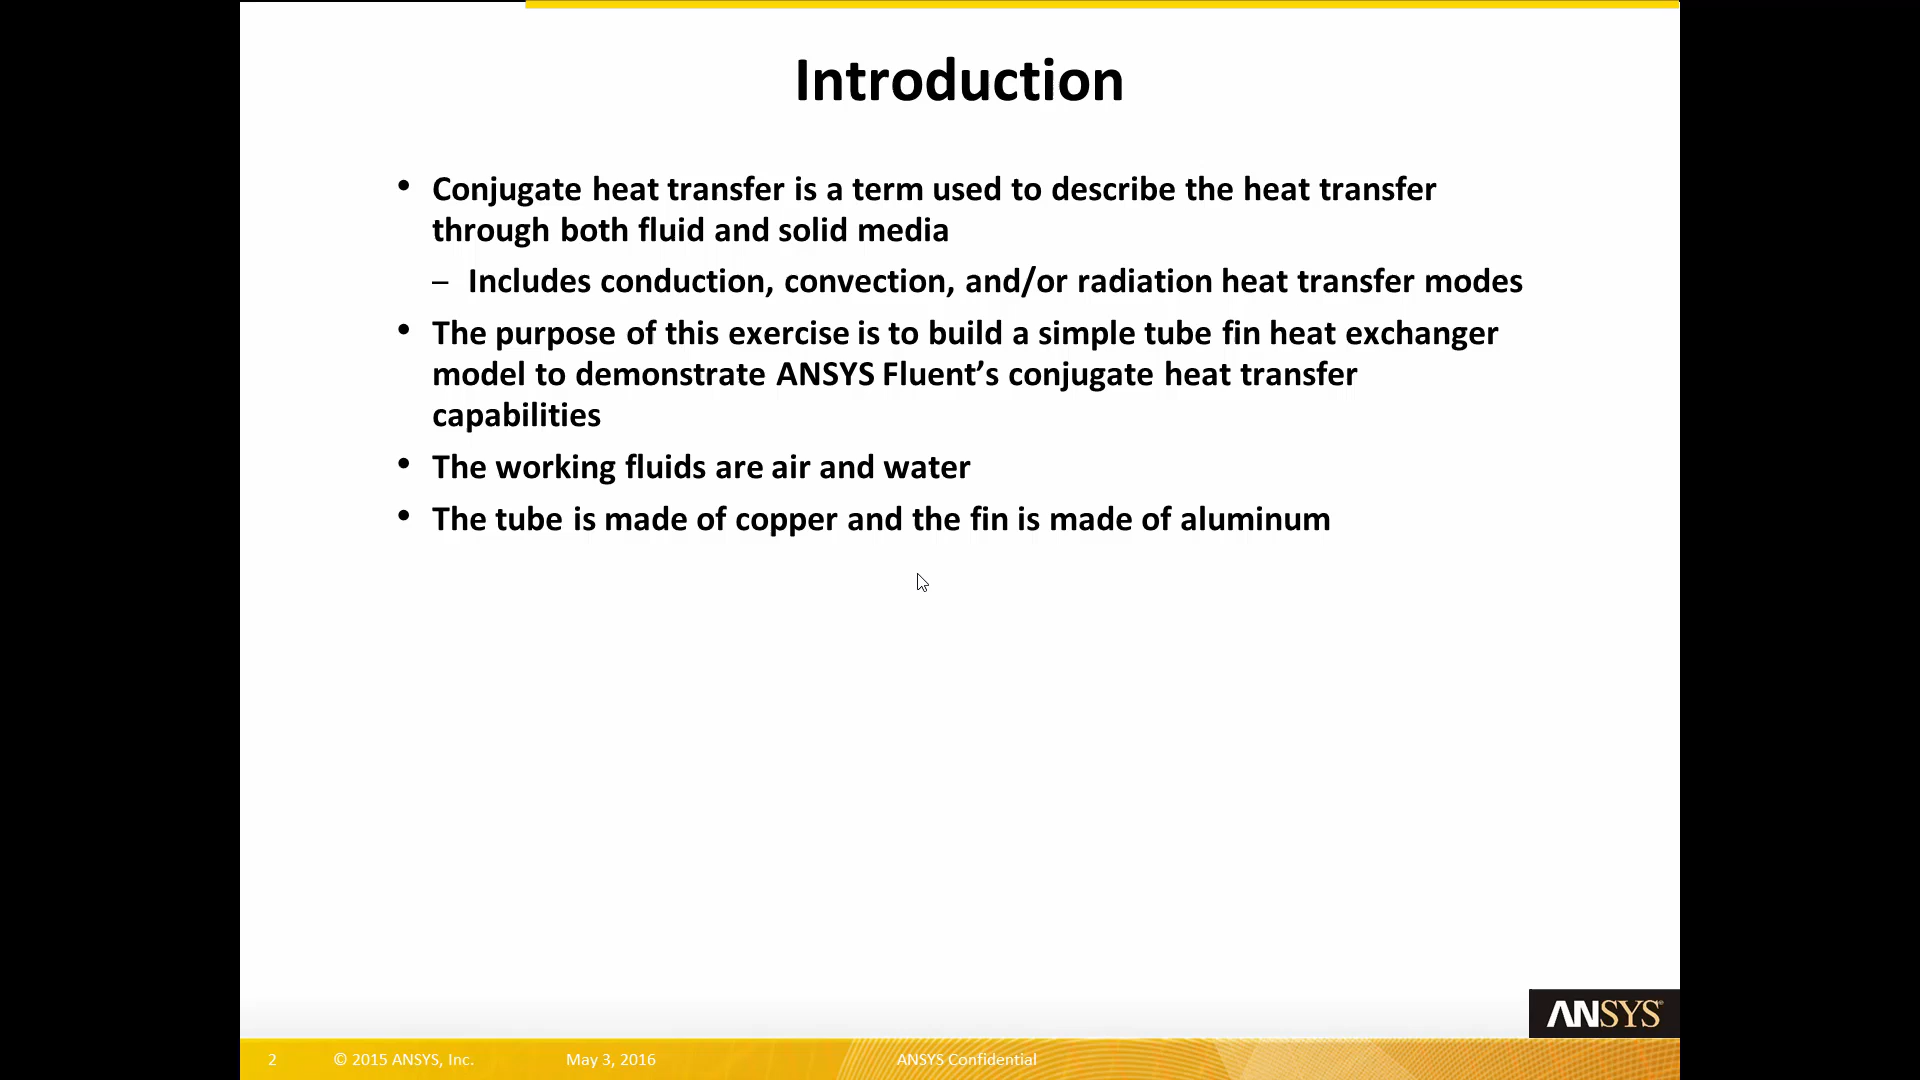 Introduction
• Conjugate heat transfer is a term used to describe the heat transfer
through both fluid and solid media
– Includes conduction, convection, and/or radiation heat transfer modes
• The purpose of this exercise is to build a simple tube fin heat exchanger
model to demonstrate ANSYS Fluent’s conjugate heat transfer
capabilities
• The working fluids are air and water
• The tube is made of copper and the fin is made of aluminum
ANSYS®
2 © 2015 ANSYS, Inc. May 3, 2016 ANSYS Confidential